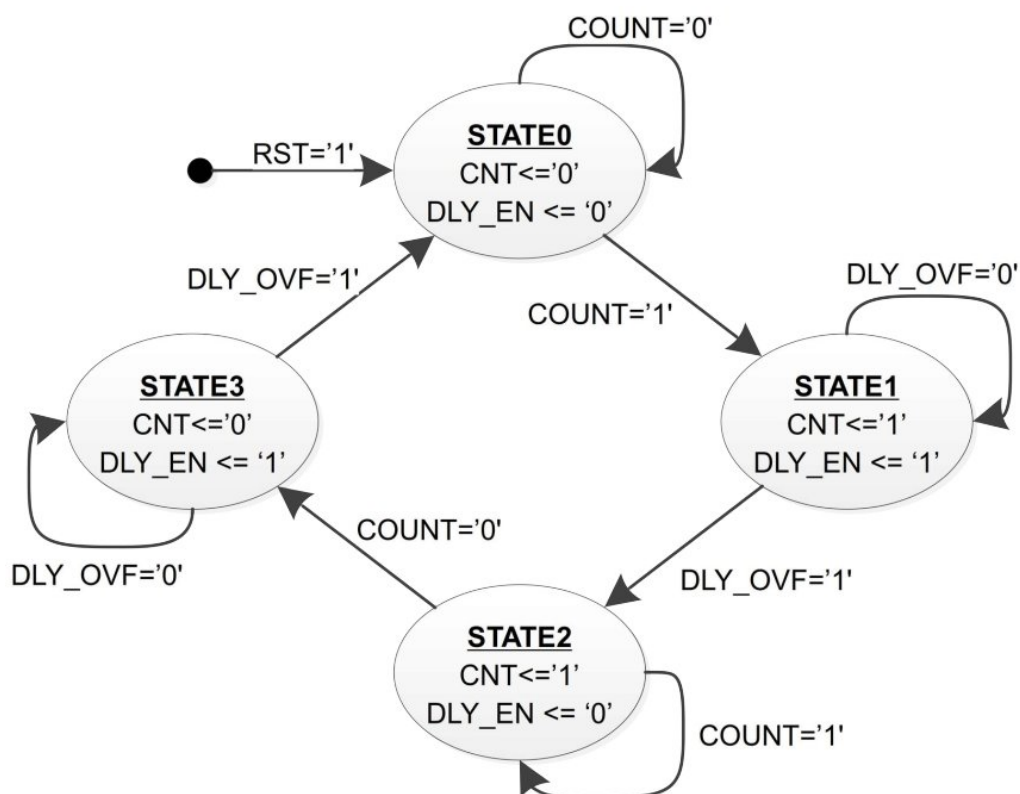 COUNT='0'
STATE0
CNT<='0'
DLY_EN <= ‘0’
RST='1'
DLY_OVF='1'
COUNT='1'
DLY_OVF='0'
STATE3
CNT<='0'
DLY_EN <= ‘1’
STATE1
CNT<='1'
DLY_EN <= ‘1’
COUNT='0'
DLY_OVF='0'
DLY_OVF='1'
STATE2
CNT<='1'
DLY_EN <= ‘0’
COUNT='1'